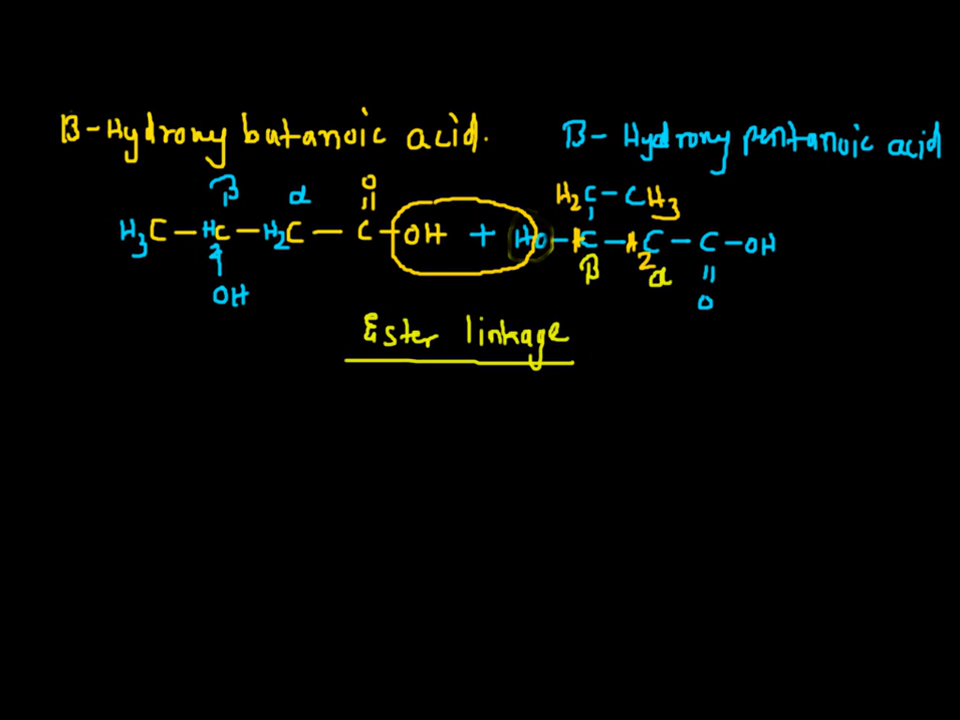 β-Hydroxy butanoic acid.
β- Hydroxy pentanoic acid
β α O H₂C-CH₃
H₃C-HC-H₂C-C-OH + HO-HC-H₂C-C-OH
OH β α O
Ester linkage